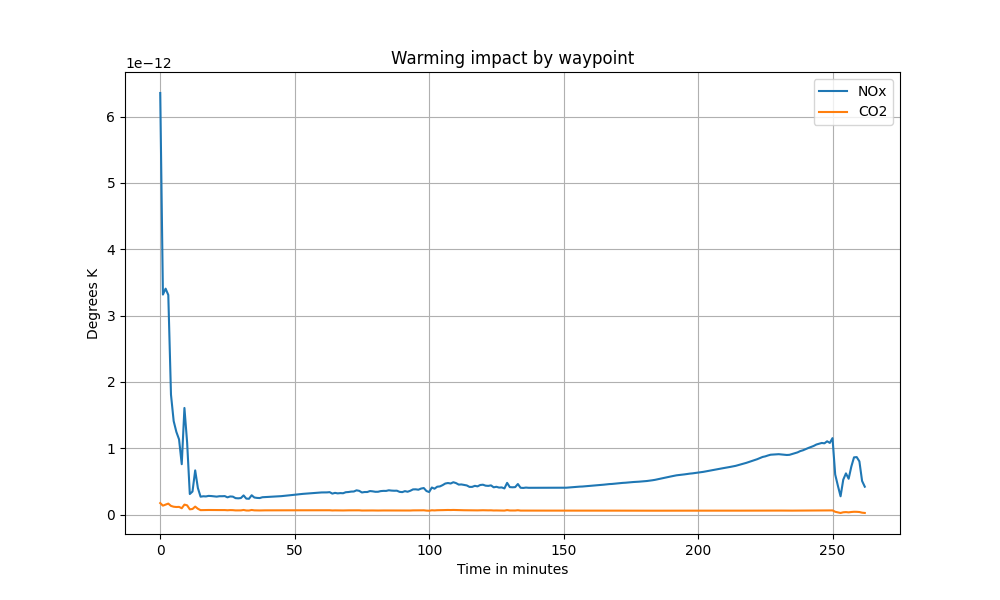 Warming impact by waypoint
1e−12
NOx
CO2
6
5
4
3
2
1
0
Degrees K
0 50 100 150 200 250
Time in minutes